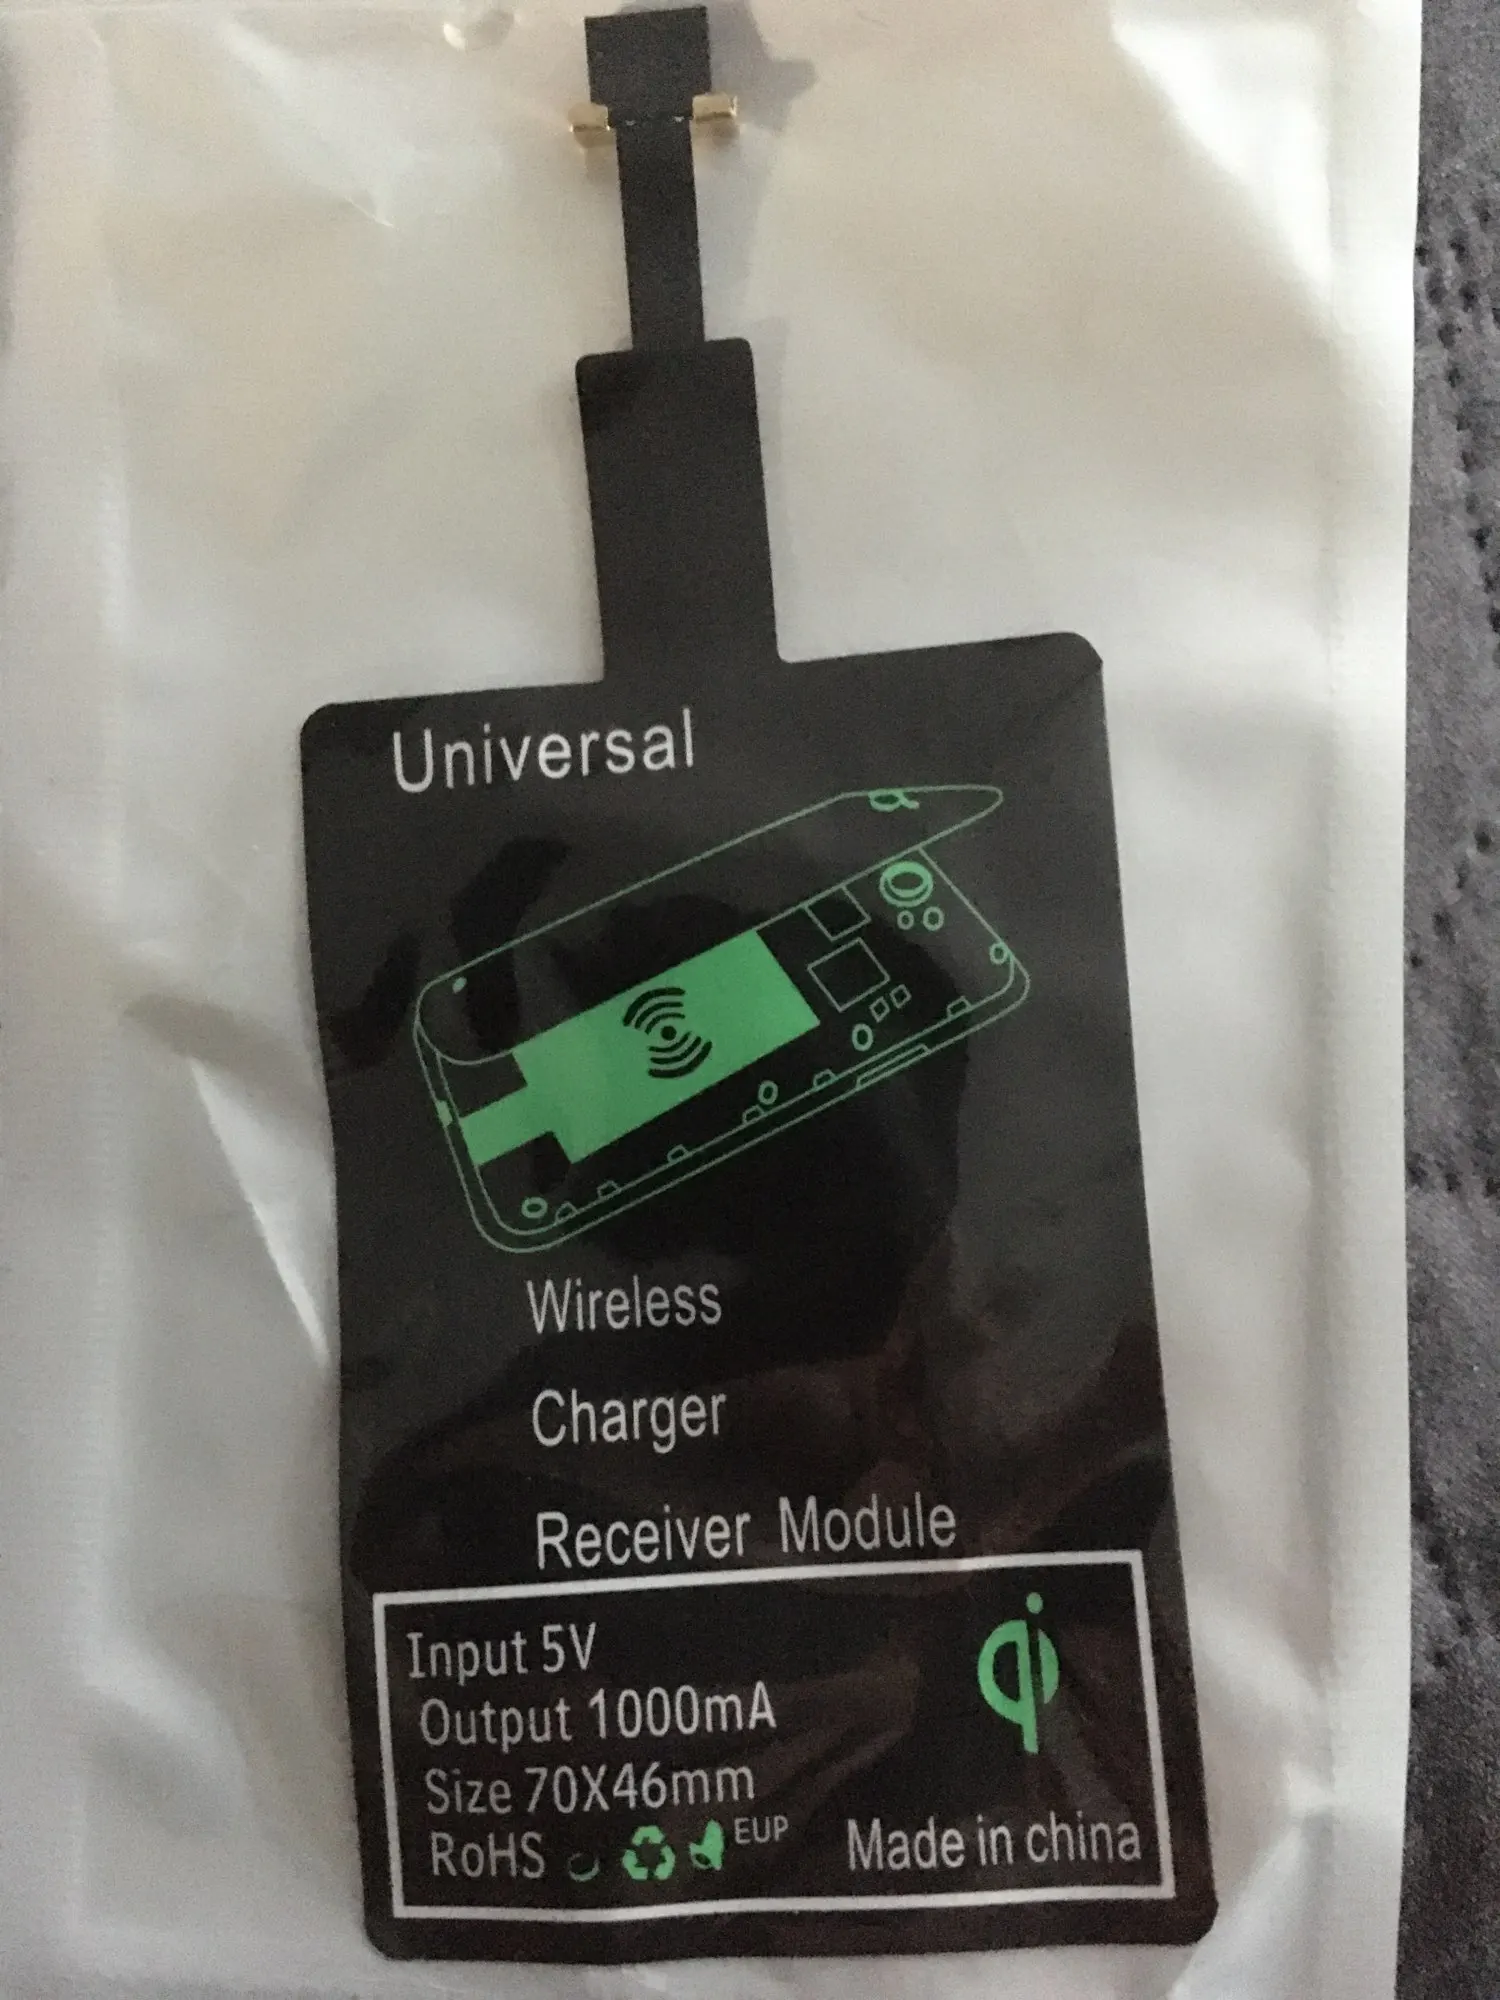 Universal
Wireless
Charger
Receiver Module
Input 5V
Output 1000mA
Size 70X46mm
RoHS
EUP
qi
Made in china